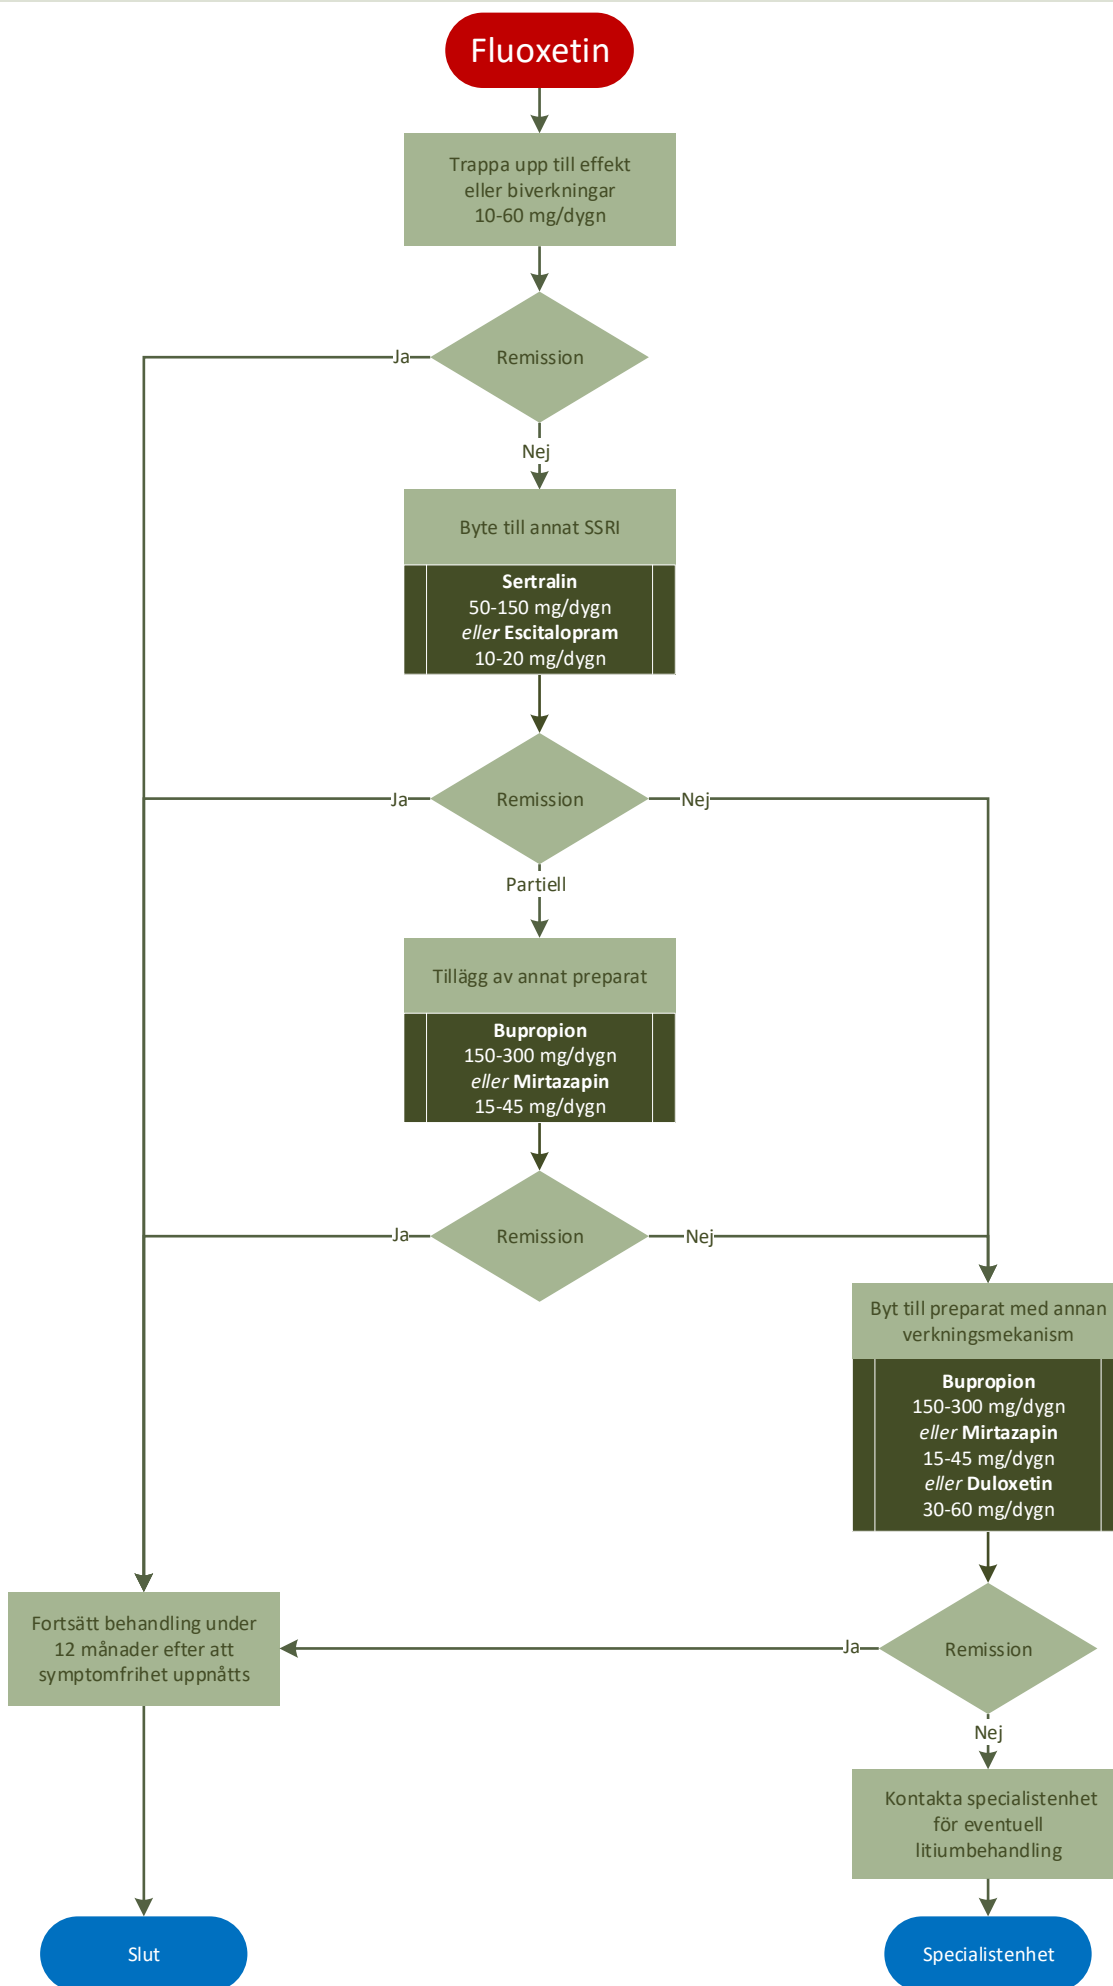 Fluoxetin
Trappa upp till effekt
eller biverkningar
10-60 mg/dygn
Remission
Ja
Nej
Byte till annat SSRI
Sertralin
50-150 mg/dygn
eller Escitalopram
10-20 mg/dygn
Remission
Ja
Nej
Partiell
Tillägg av annat preparat
Bupropion
150-300 mg/dygn
eller Mirtazapin
15-45 mg/dygn
Remission
Ja
Nej
Byt till preparat med annan
verkningsmekanism
Bupropion
150-300 mg/dygn
eller Mirtazapin
15-45 mg/dygn
eller Duloxetin
30-60 mg/dygn
Remission
Ja
Nej
Fortsätt behandling under
12 månader efter att
symptomfrihet uppnåtts
Kontakta specialistenhet
för eventuell
litiumbehandling
Slut
Specialistenhet